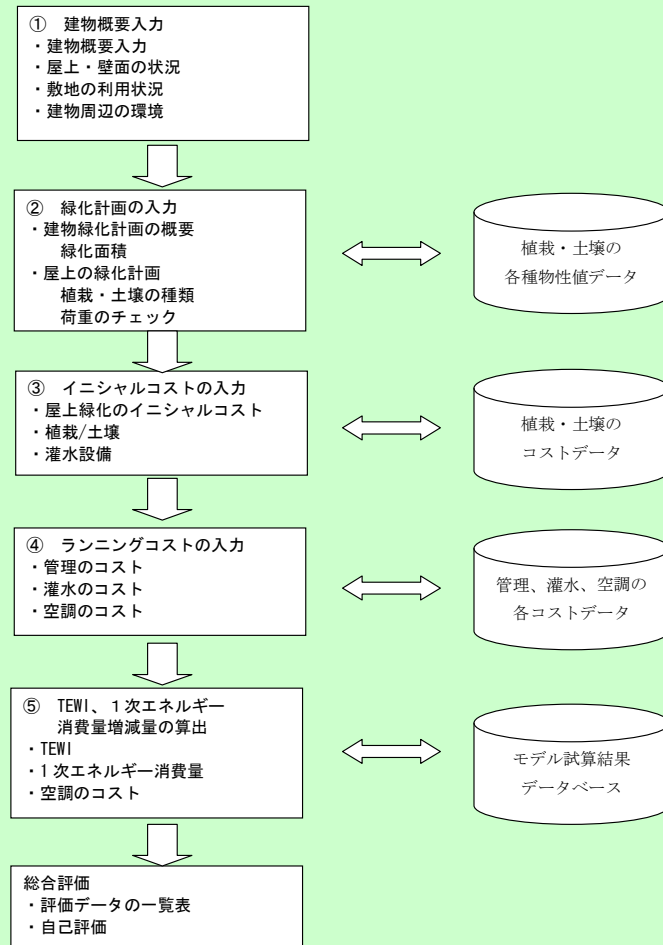 ① 建物概要入力
・建物概要入力
・屋上・壁面の状況
・敷地の利用状況
・建物周辺の環境
② 緑化計画の入力
・建物緑化計画の概要
緑化面積
・屋上の緑化計画
植栽・土壌の種類
荷重のチェック
植栽・土壌の
各種物性値データ
③ イニシャルコストの入力
・屋上緑化のイニシャルコスト
・植栽/土壌
・灌水設備
植栽・土壌の
コストデータ
④ ランニングコストの入力
・管理のコスト
・灌水のコスト
・空調のコスト
管理、灌水、空調の
各コストデータ
⑤ TEWI、１次エネルギー
消費量増減量の算出
・TEWI
・１次エネルギー消費量
・空調のコスト
モデル試算結果
データベース
総合評価
・評価データの一覧表
・自己評価